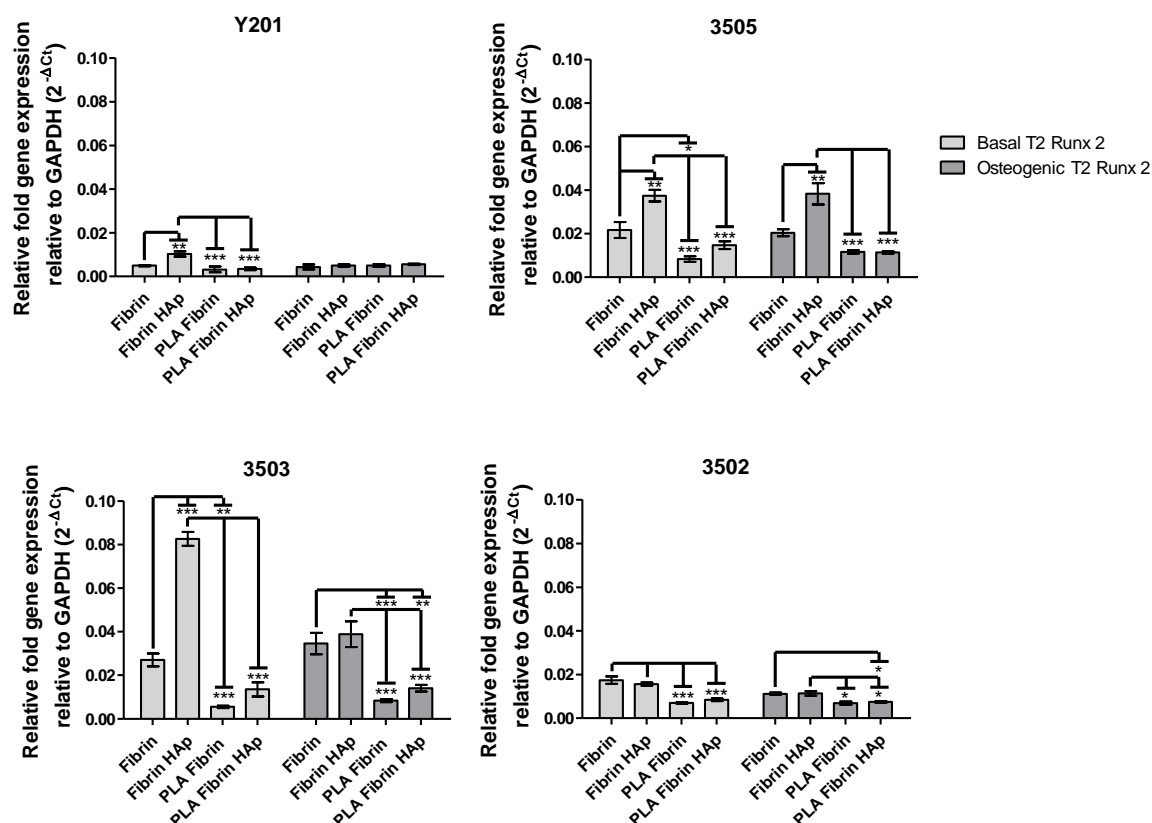 Y201
Relative fold gene expression
relative to GAPDH (2^-ΔCt)
0.10
0.08
0.06
0.04
0.02
0.00
**
***
***
Fibrin
Fibrin HAp
PLA Fibrin
PLA Fibrin HAp
Fibrin
Fibrin HAp
PLA Fibrin
PLA Fibrin HAp
3505
Relative fold gene expression
relative to GAPDH (2^-ΔCt)
0.10
0.08
0.06
0.04
0.02
0.00
*
**
***
***
**
***
***
Fibrin
Fibrin HAp
PLA Fibrin
PLA Fibrin HAp
Fibrin
Fibrin HAp
PLA Fibrin
PLA Fibrin HAp
Basal T2 Runx 2
Osteogenic T2 Runx 2
3503
Relative fold gene expression
relative to GAPDH (2^-ΔCt)
0.10
0.08
0.06
0.04
0.02
0.00
***
**
***
***
***
**
***
***
Fibrin
Fibrin HAp
PLA Fibrin
PLA Fibrin HAp
Fibrin
Fibrin HAp
PLA Fibrin
PLA Fibrin HAp
3502
Relative fold gene expression
relative to GAPDH (2^-ΔCt)
0.10
0.08
0.06
0.04
0.02
0.00
***
***
*
*
*
Fibrin
Fibrin HAp
PLA Fibrin
PLA Fibrin HAp
Fibrin
Fibrin HAp
PLA Fibrin
PLA Fibrin HAp